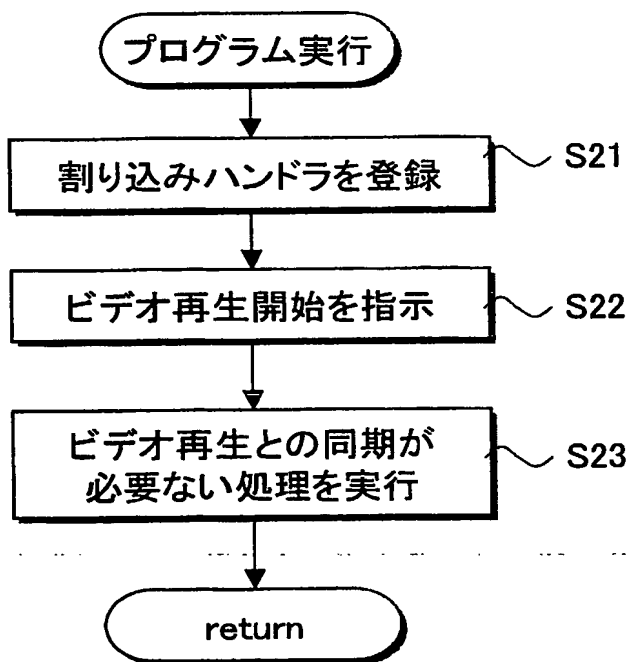 プログラム実行
割り込みハンドラを登録
S21
ビデオ再生開始を指示
S22
ビデオ再生との同期が
必要ない処理を実行
S23
return